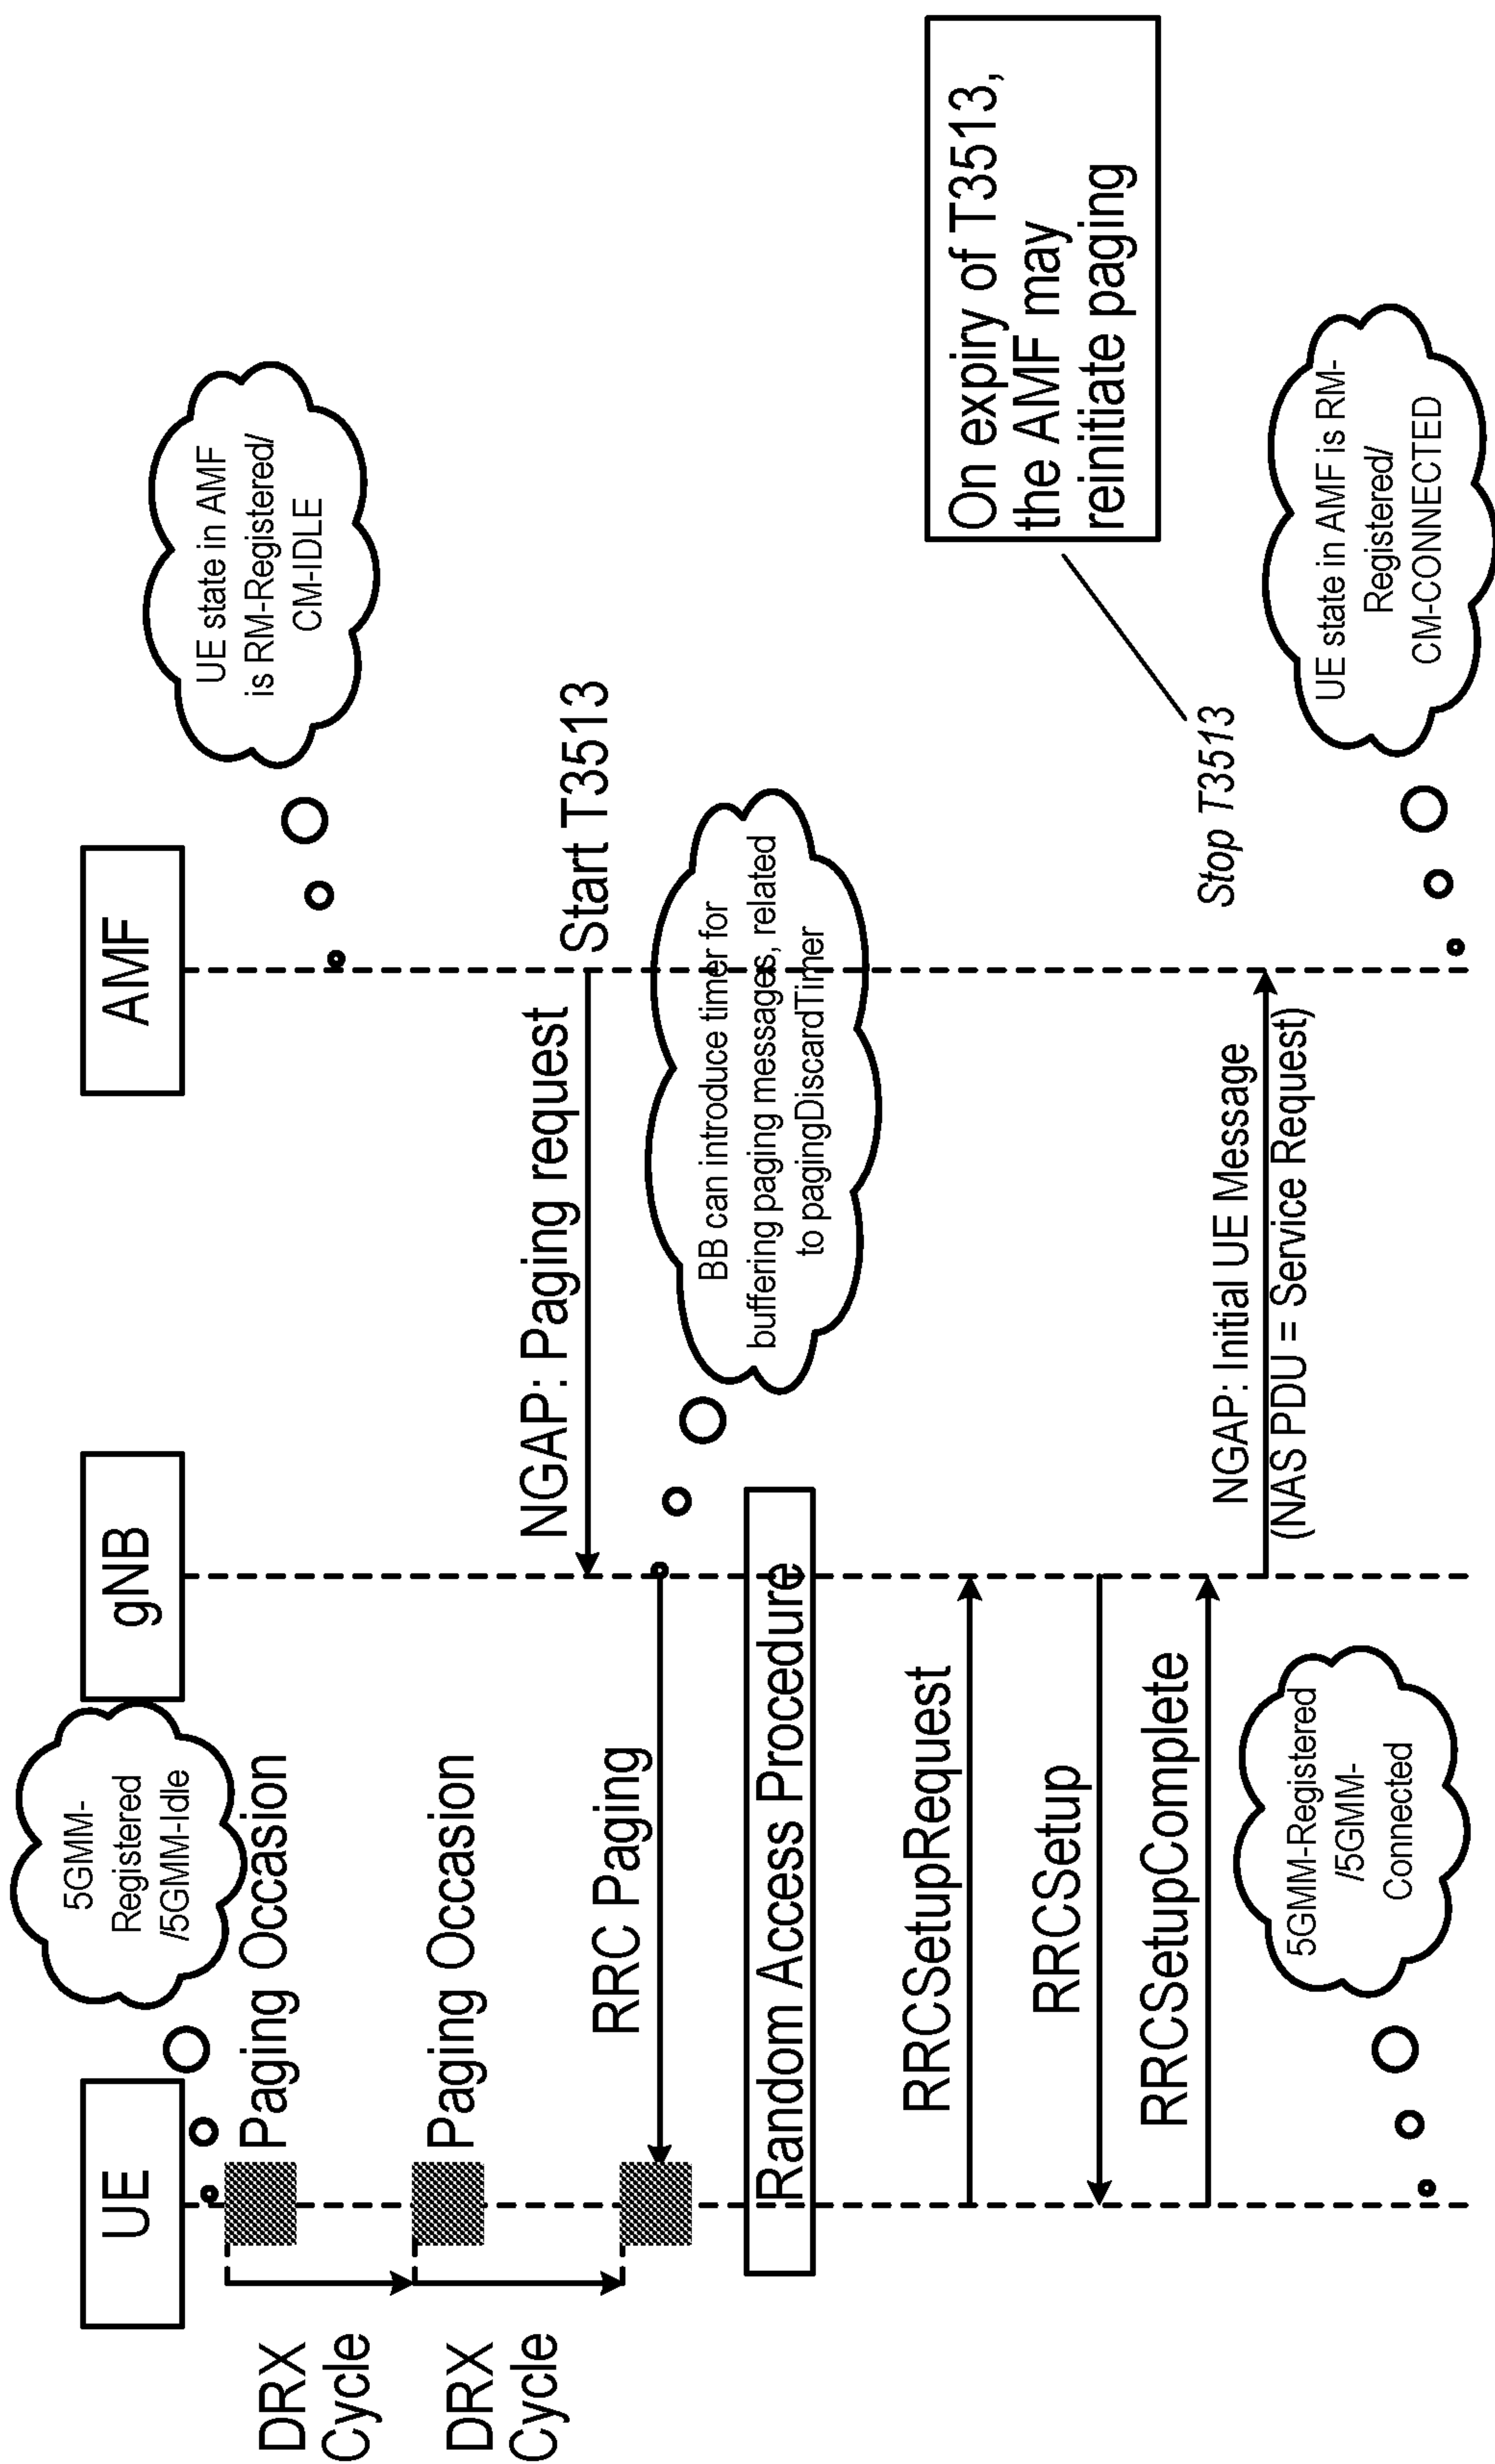 UE
gNB
AMF
5GMM-
Registered
/5GMM-Idle
UE state in AMF
is RM-Registered/
CM-IDLE
Paging Occasion
DRX
Cycle
Paging Occasion
DRX
Cycle
NGAP: Paging request
Start T3513
RRC Paging
BB can introduce timer for
buffering paging messages, related
to pagingDiscardTimer
Random Access Procedure
RRCSetupRequest
RRCSetup
RRCSetupComplete
On expiry of T3513,
the AMF may
reinitiate paging
Stop T3513
NGAP: Initial UE Message
(NAS PDU = Service Request)
5GMM-Registered
/5GMM-
Connected
UE state in AMF is RM-
Registered/
CM-CONNECTED